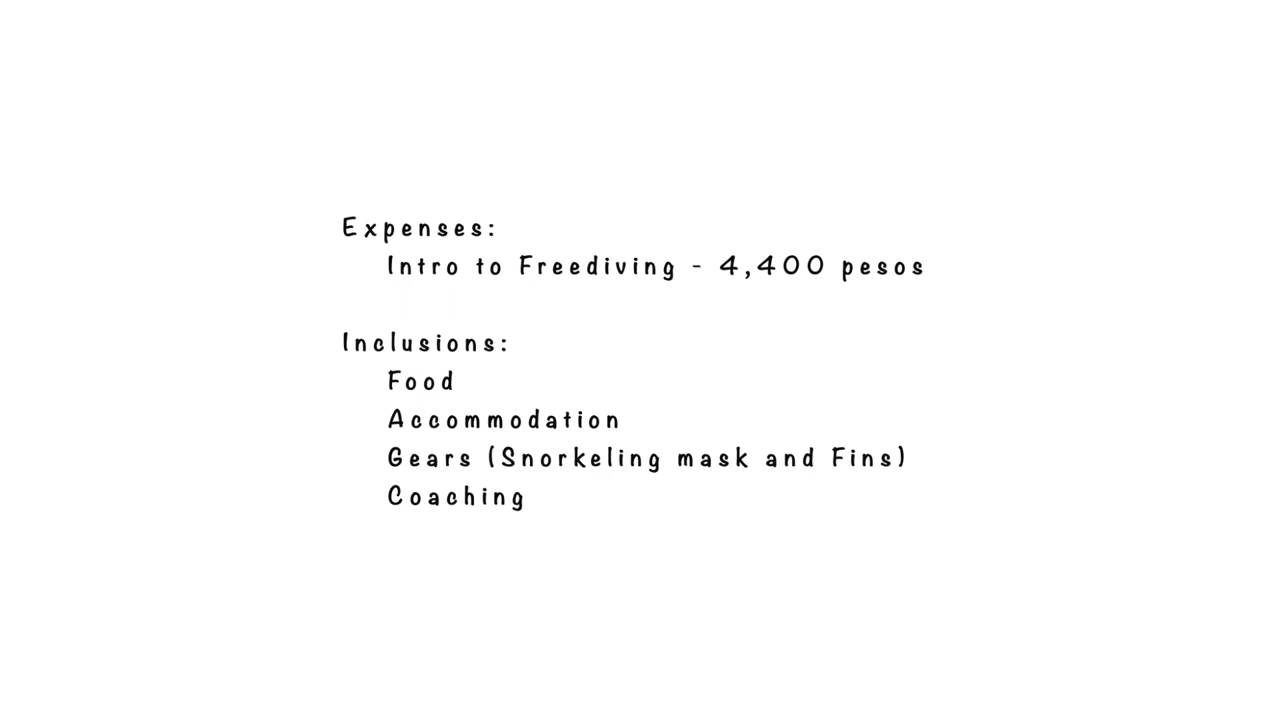 Expenses:
Intro to Freediving - 4,400 pesos
Inclusions:
Food
Accommodation
Gears (Snorkeling mask and Fins)
Coaching